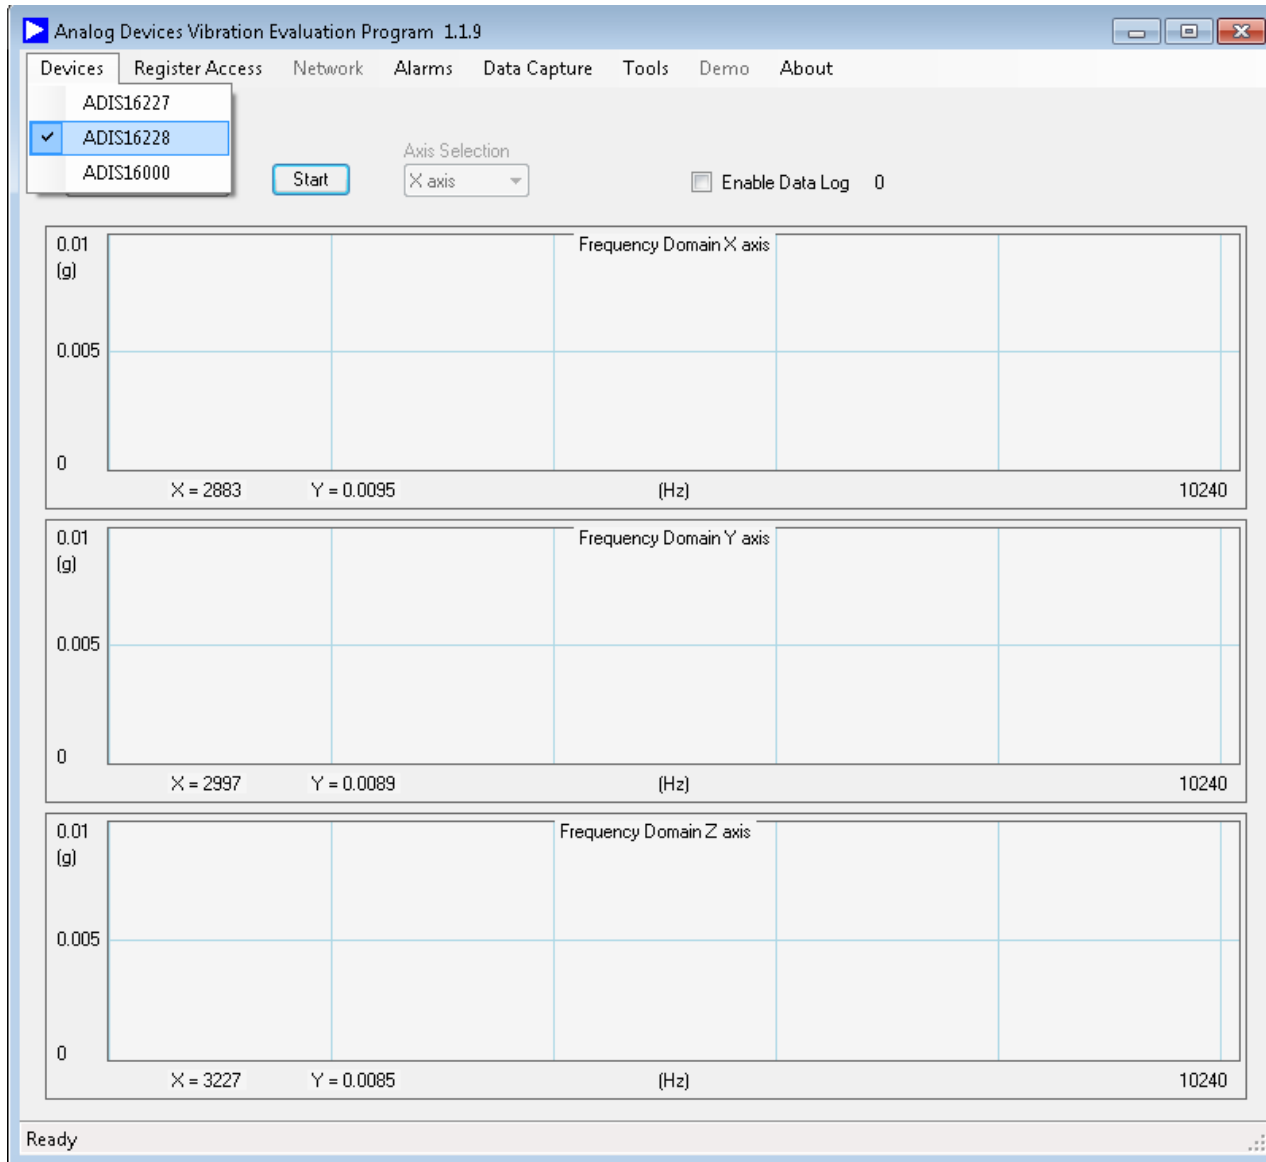 Analog Devices Vibration Evaluation Program 1.1.9
Devices Register Access Network Alarms Data Capture Tools Demo About
ADIS16227
ADIS16228
ADIS16000
Axis Selection
Start X axis Enable Data Log 0
Frequency Domain X axis
0.01
(g)
0.005
0
X = 2883 Y = 0.0095 (Hz) 10240
Frequency Domain Y axis
0.01
(g)
0.005
0
X = 2997 Y = 0.0089 (Hz) 10240
Frequency Domain Z axis
0.01
(g)
0.005
0
X = 3227 Y = 0.0085 (Hz) 10240
Ready